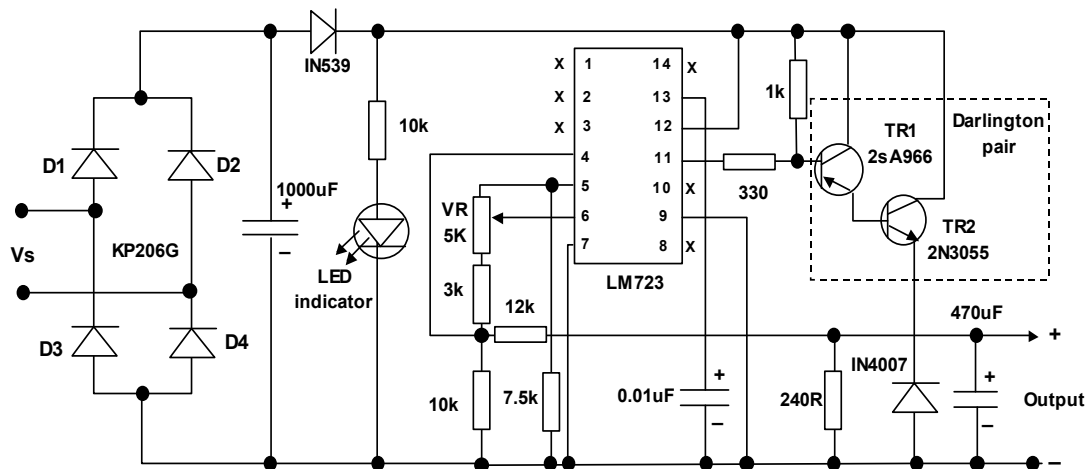 IN539
D1
D2
Vs
KP206G
D3
D4
1000uF
+
–
10k
LED
indicator
X
X
X
1
2
3
4
5
6
7
14
13
12
11
10
9
8
X
X
X
LM723
VR
5K
3k
12k
10k
7.5k
0.01uF
+
–
330
1k
TR1
2sA966
Darlington
pair
TR2
2N3055
470uF
+
IN4007
240R
+
–
Output
–